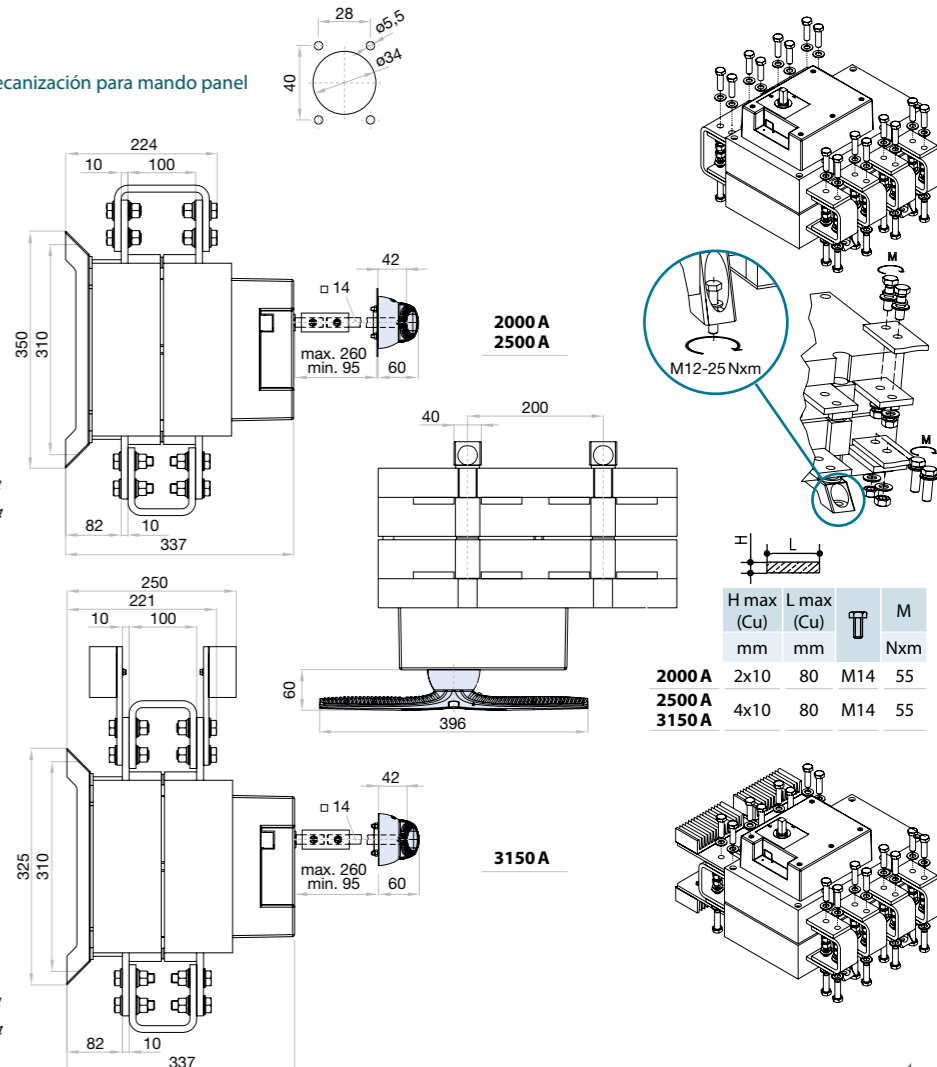 28
ø5,5
ø34
40
ecanización para mando panel
224
10
100
42
□ 14
350
310
max. 260
min. 95
60
2000 A
2500 A
82
10
337
M
M12-25 Nxm
M
40
200
60
396
H
L
H max (Cu)
L max (Cu)
M
mm
mm
Nxm
2000 A 2x10 80 M14 55
2500 A
3150 A
4x10 80 M14 55
250
221
10
100
42
□ 14
325
310
max. 260
min. 95
60
3150 A
82
10
337